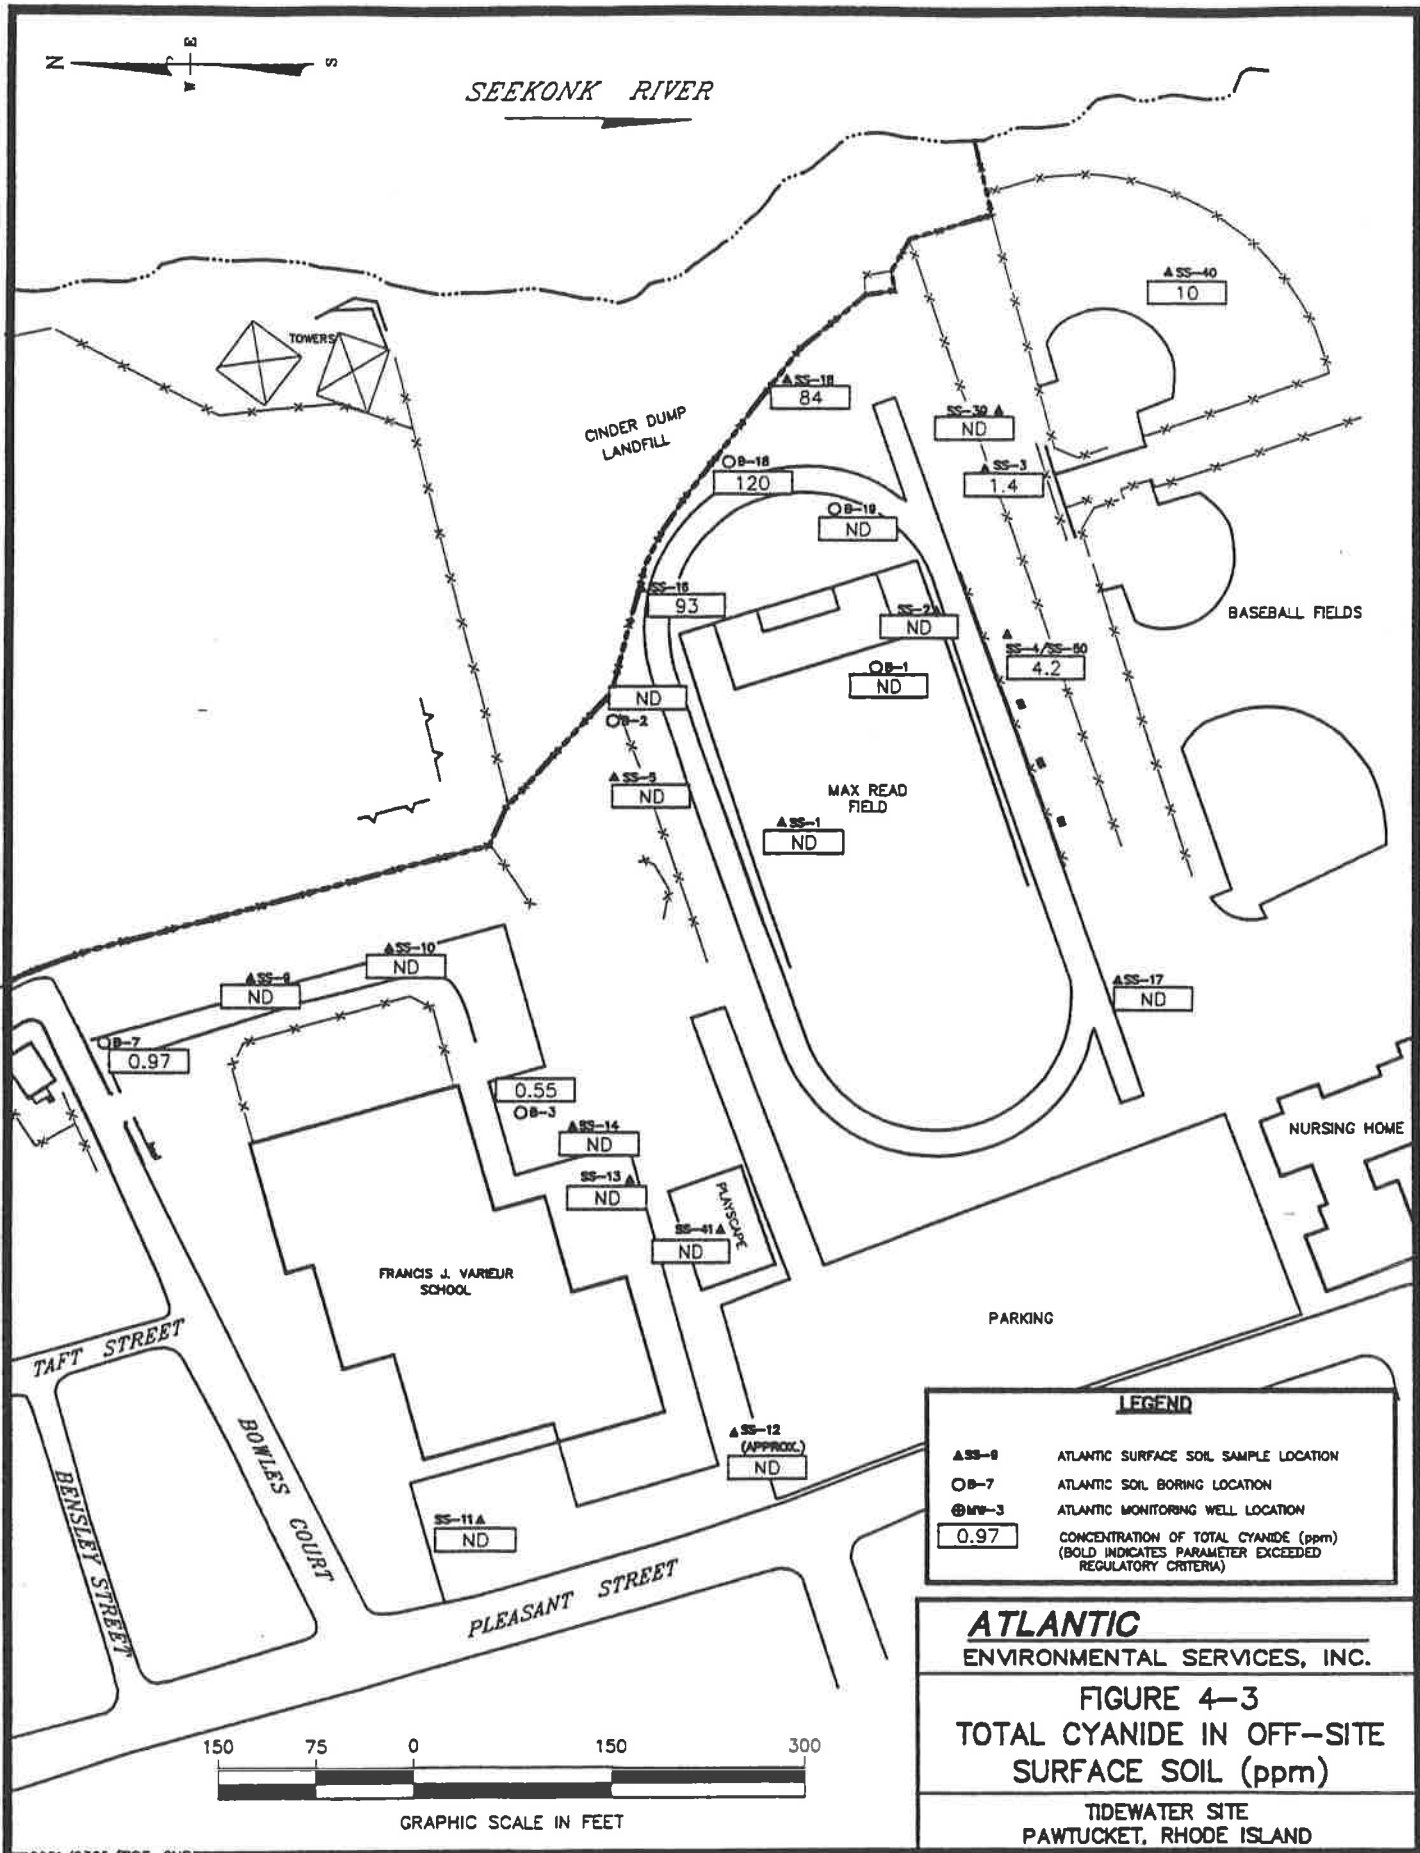 N
E
W
S
SEEKONK RIVER
TOWERS
CINDER DUMP
LANDFILL
SS-40
10
SS-18
84
SS-39
ND
SS-3
1.4
B-18
120
B-19
ND
SS-16
93
SS-2
ND
BASEBALL FIELDS
SS-4/SS-50
4.2
B-1
ND
ND
B-2
SS-5
ND
MAX READ
FIELD
SS-1
ND
SS-10
ND
SS-9
ND
SS-17
ND
B-7
0.97
0.55
B-3
SS-14
ND
SS-13
ND
PLAYSCAPE
SS-41
ND
NURSING HOME
FRANCIS J. VARIEUR
SCHOOL
PARKING
TAFT STREET
BOWLES COURT
BENSLEY STREET
SS-12
(APPROX.)
ND
SS-11
ND
PLEASANT STREET
LEGEND
SS-9 ATLANTIC SURFACE SOIL SAMPLE LOCATION
B-7 ATLANTIC SOIL BORING LOCATION
MW-3 ATLANTIC MONITORING WELL LOCATION
0.97 CONCENTRATION OF TOTAL CYANIDE (ppm)
(BOLD INDICATES PARAMETER EXCEEDED
REGULATORY CRITERIA)
ATLANTIC
ENVIRONMENTAL SERVICES, INC.
FIGURE 4-3
TOTAL CYANIDE IN OFF-SITE
SURFACE SOIL (ppm)
TIDEWATER SITE
PAWTUCKET, RHODE ISLAND
150 75 0 150 300
GRAPHIC SCALE IN FEET